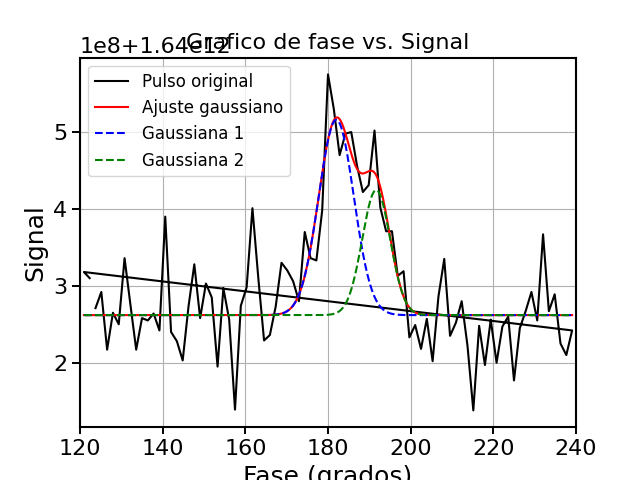 1e8+1.64e12
Grafico de fase vs. Signal
Pulso original
Ajuste gaussiano
Gaussiana 1
Gaussiana 2
5
4
3
2
Signal
120 140 160 180 200 220 240
Fase (grados)